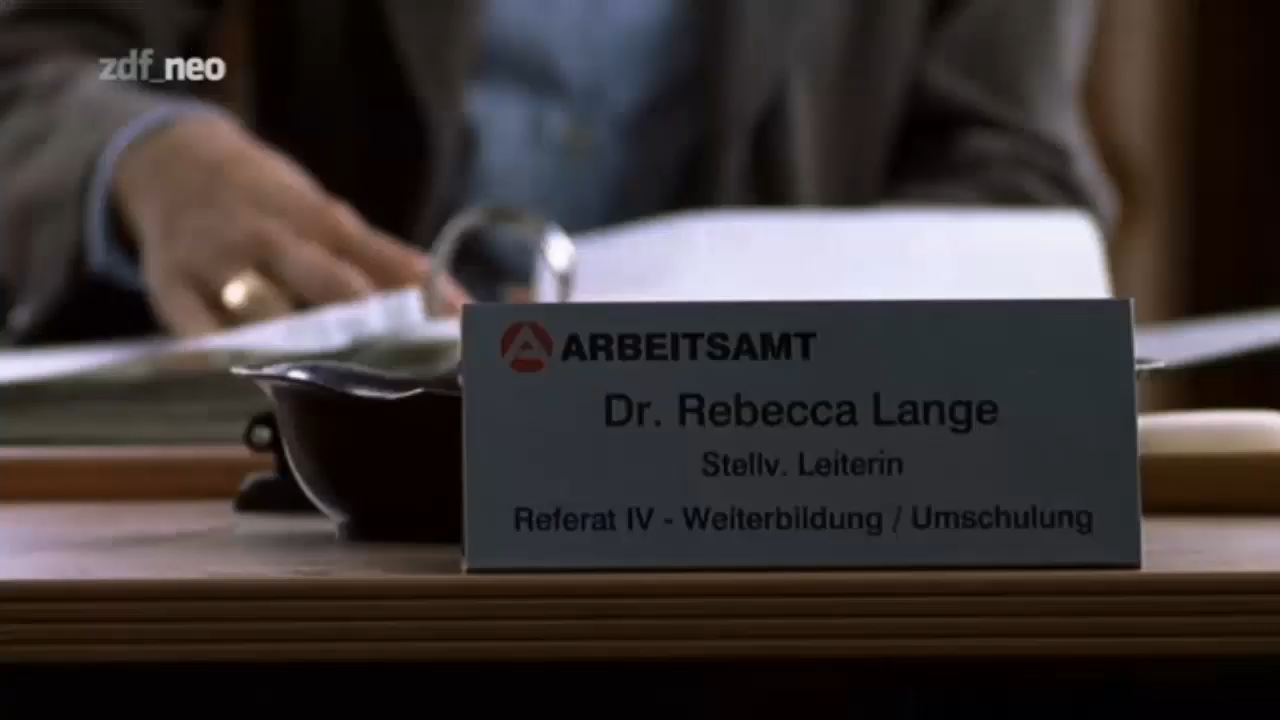 zdf_neo
ARBEITSAMT
Dr. Rebecca Lange
Stellv. Leiterin
Referat IV - Weiterbildung / Umschulung